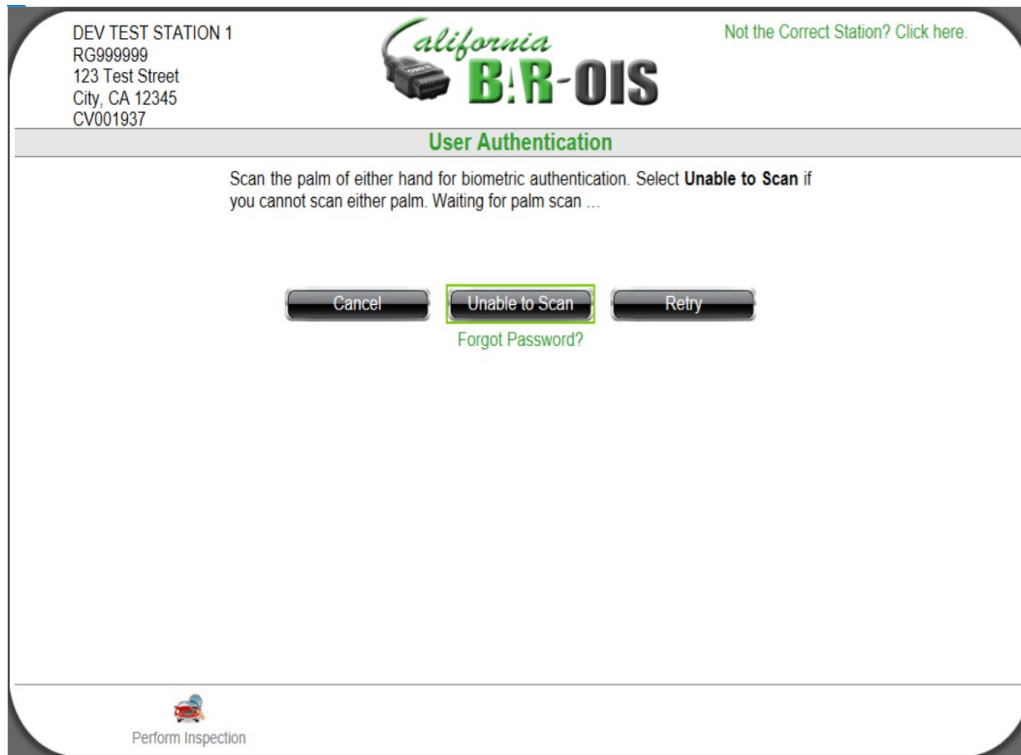 DEV TEST STATION 1
RG999999
123 Test Street
City, CA 12345
CV001937
California
BAR-OIS
Not the Correct Station? Click here.
User Authentication
Scan the palm of either hand for biometric authentication. Select Unable to Scan if
you cannot scan either palm. Waiting for palm scan ...
Cancel
Unable to Scan
Retry
Forgot Password?
Perform Inspection